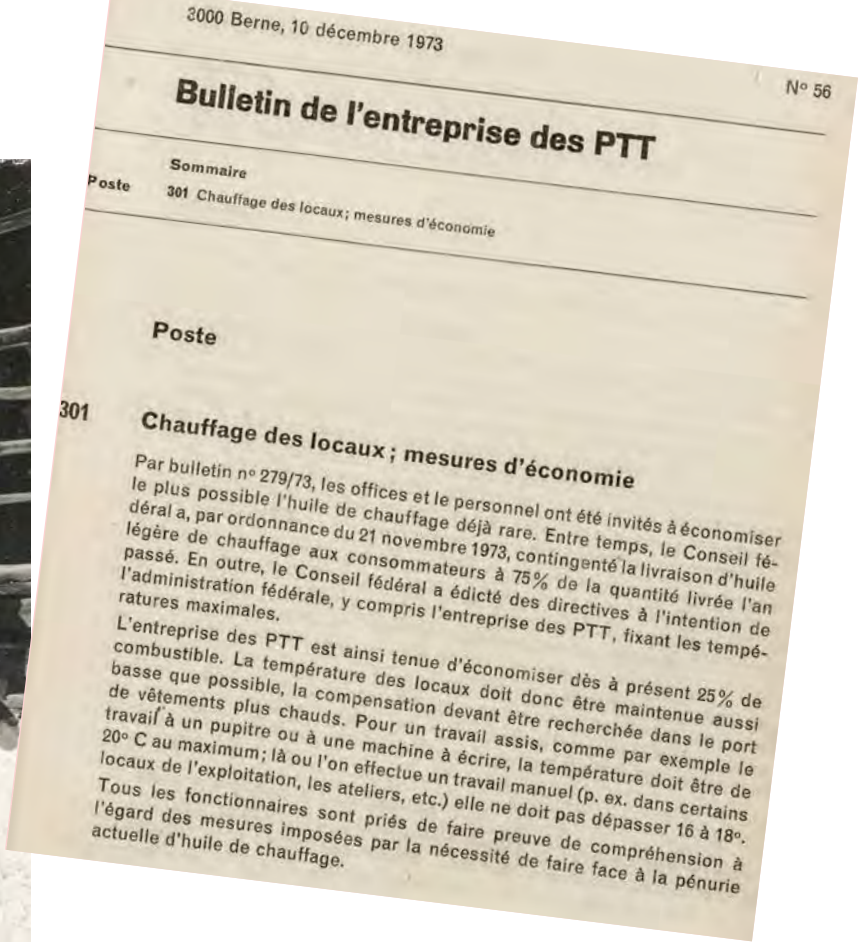 3000 Berne, 10 décembre 1973
Nº 56
Bulletin de l'entreprise des PTT
Sommaire
Poste 301 Chauffage des locaux; mesures d'économie
Poste
301 Chauffage des locaux; mesures d'économie
Par bulletin nº 279/73, les offices et le personnel ont été invités à économiser
le plus possible l'huile de chauffage déjà rare. Entre temps, le Conseil fé-
déral a, par ordonnance du 21 novembre 1973, contingenté la livraison d'huile
légère de chauffage aux consommateurs à 75% de la quantité livrée l'an
passé. En outre, le Conseil fédéral a édicté des directives à l'intention de
l'administration fédérale, y compris l'entreprise des PTT, fixant les tempé-
ratures maximales.
L'entreprise des PTT est ainsi tenue d'économiser dès à présent 25% de
combustible. La température des locaux doit donc être maintenue aussi
basse que possible, la compensation devant être recherchée dans le port
de vêtements plus chauds. Pour un travail assis, comme par exemple le
travail à un pupitre ou à une machine à écrire, la température doit être de
20º C au maximum; là ou l'on effectue un travail manuel (p. ex. dans certains
locaux de l'exploitation, les ateliers, etc.) elle ne doit pas dépasser 16 à 18º.
Tous les fonctionnaires sont priés de faire preuve de compréhension à
l'égard des mesures imposées par la nécessité de faire face à la pénurie
actuelle d'huile de chauffage.